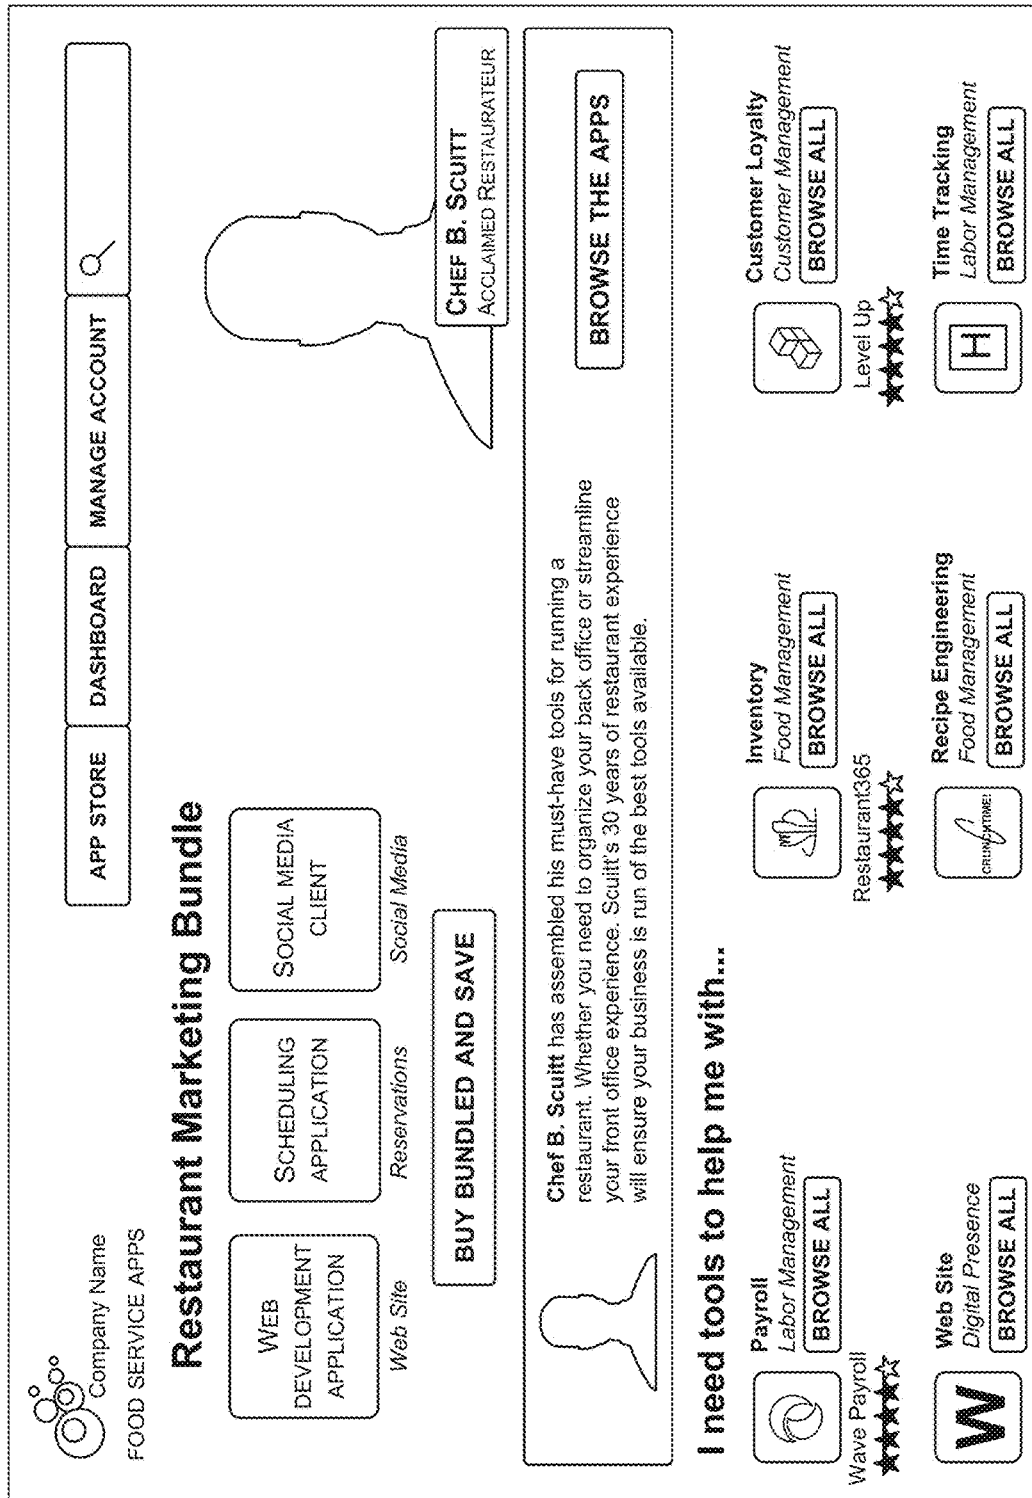 Company Name
FOOD SERVICE APPS
APP STORE
DASHBOARD
MANAGE ACCOUNT
Restaurant Marketing Bundle
WEB
DEVELOPMENT
APPLICATION
Web Site
SCHEDULING
APPLICATION
Reservations
SOCIAL MEDIA
CLIENT
Social Media
BUY BUNDLED AND SAVE
CHEF B. SCUITT
ACCLAIMED RESTAURATEUR
Chef B. Scuitt has assembled his must-have tools for running a
restaurant. Whether you need to organize your back office or streamline
your front office experience. Scuitt's 30 years of restaurant experience
will ensure your business is run of the best tools available.
BROWSE THE APPS
I need tools to help me with...
Payroll
Labor Management
BROWSE ALL
Wave Payroll
Inventory
Food Management
BROWSE ALL
Restaurant365
Customer Loyalty
Customer Management
BROWSE ALL
Level Up
W
Web Site
Digital Presence
BROWSE ALL
CRUNCHTIME!
Recipe Engineering
Food Management
BROWSE ALL
H
Time Tracking
Labor Management
BROWSE ALL